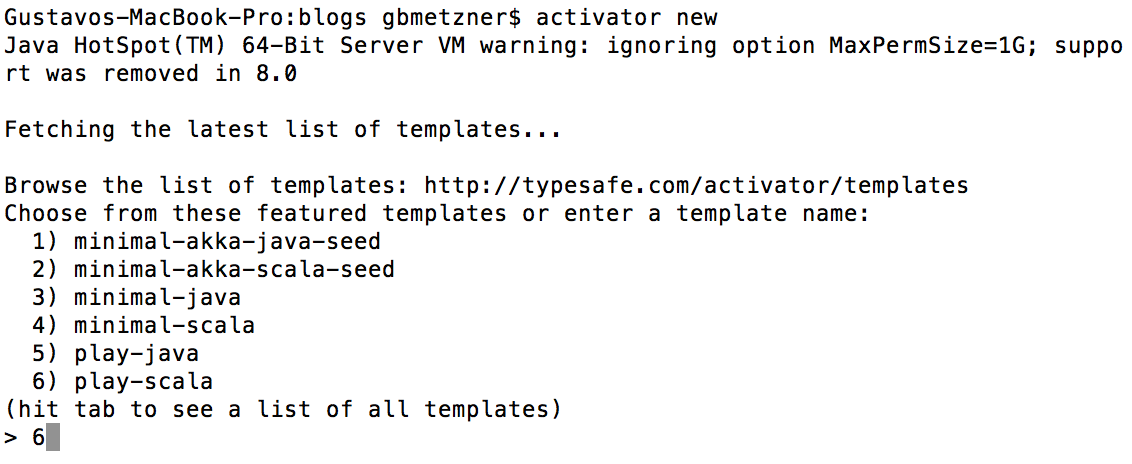 Gustavos-MacBook-Pro:blogs gbmetzner$ activator new
Java HotSpot(TM) 64-Bit Server VM warning: ignoring option MaxPermSize=1G; suppo
rt was removed in 8.0
Fetching the latest list of templates...
Browse the list of templates: http://typesafe.com/activator/templates
Choose from these featured templates or enter a template name:
  1) minimal-akka-java-seed
  2) minimal-akka-scala-seed
  3) minimal-java
  4) minimal-scala
  5) play-java
  6) play-scala
(hit tab to see a list of all templates)
> 6